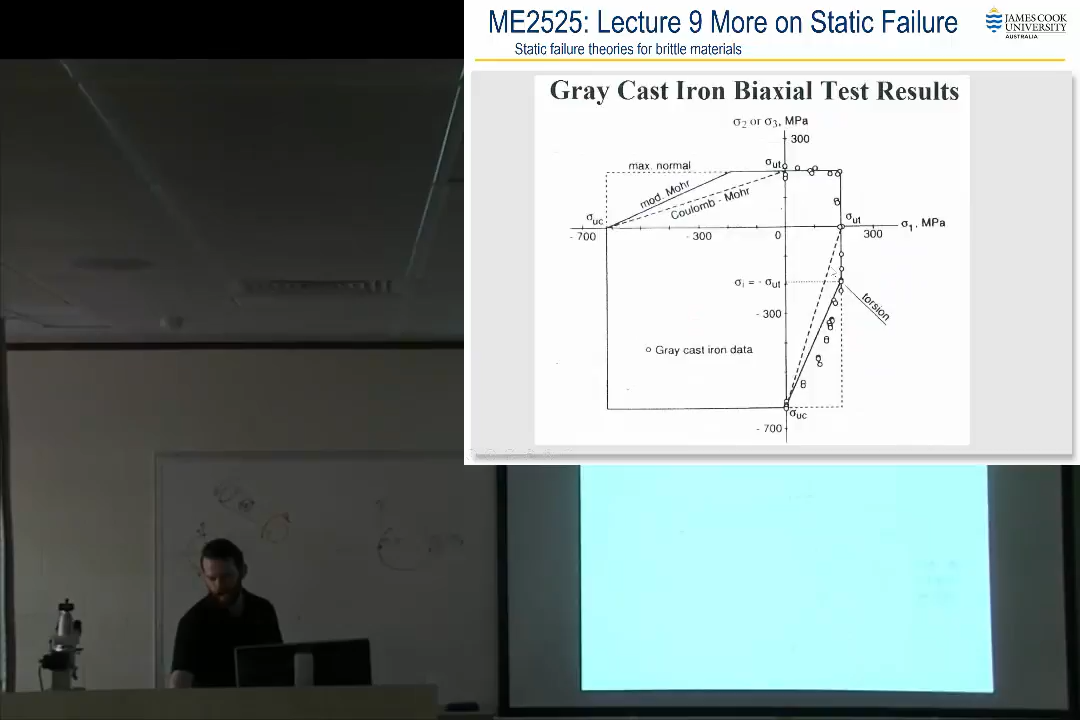 ME2525: Lecture 9 More on Static Failure
Static failure theories for brittle materials
JAMES COOK
UNIVERSITY
AUSTRALIA
Gray Cast Iron Biaxial Test Results
σ2 or σ3, MPa
300
max. normal
σut
mod. Mohr
Coulomb - Mohr
σuc
σut
σ1, MPa
- 700
- 300
0
300
σi = - σut
torsion
- 300
o Gray cast iron data
σuc
- 700